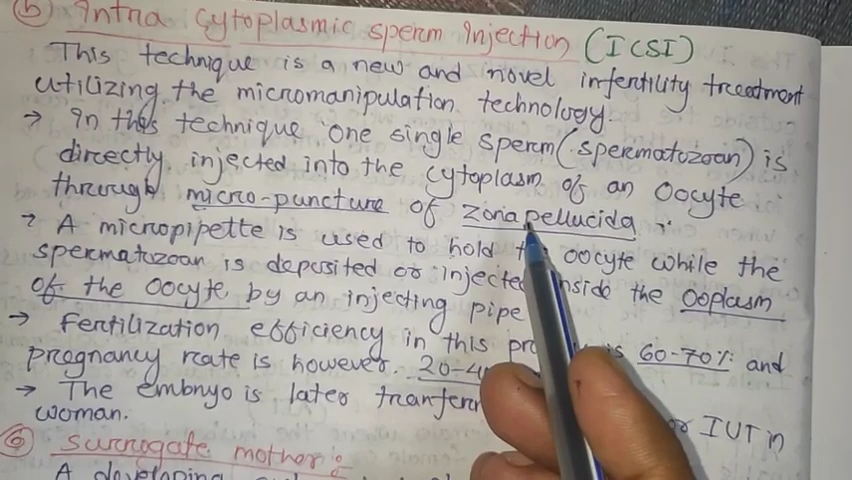 b) Intra Cytoplasmic sperm Injection (ICSI)
This technique is a new and novel infertility treatment
utilizing the micromanipulation technology.
→ In this technique one single sperm (spermatozoan) is
directly injected into the cytoplasm of an Oocyte
through micro-puncture of Zona pellucida.
→ A micropipette is used to hold oocyte while the
spermatozoan is deposited or injected inside the Ooplasm
of the oocyte by an injecting pipe
→ Fertilization efficiency in this is 60-70% and
pregnancy rate is however 20-4
→ The embryo is later tranferr or IUT in
woman.
6 Surrogate mother:
A developing